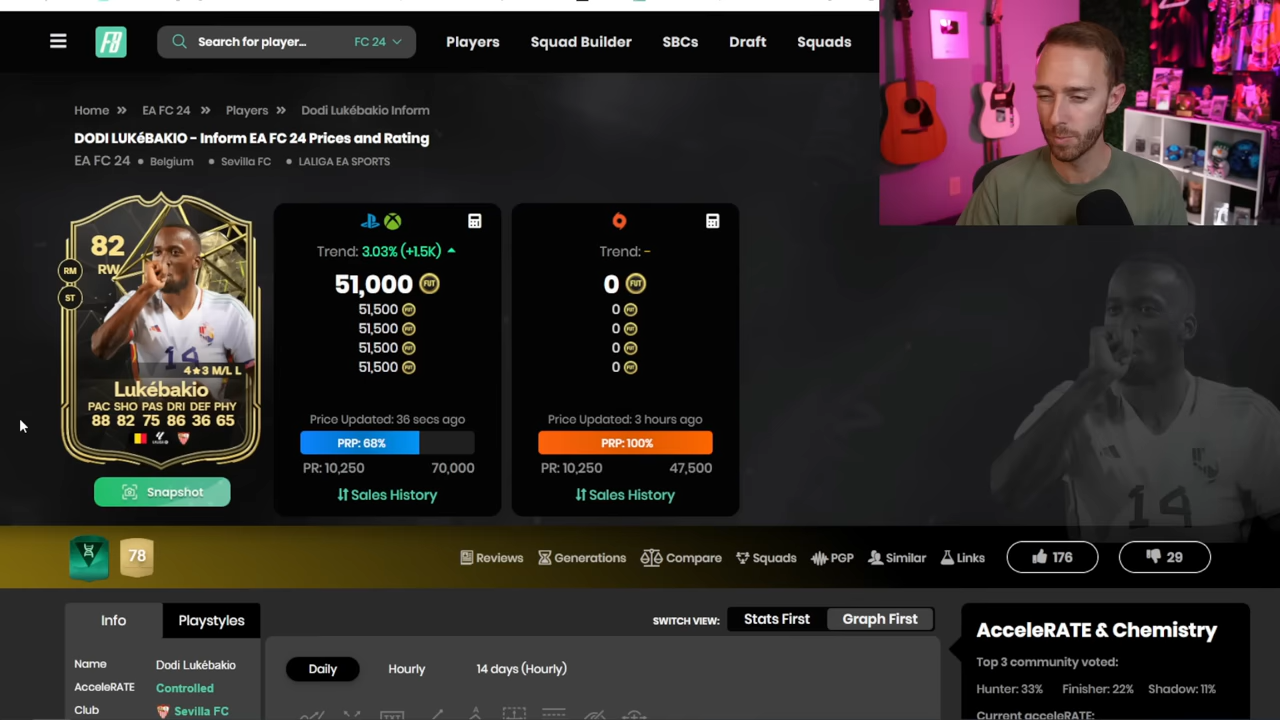 FB
Search for player...
FC 24
Players
Squad Builder
SBCs
Draft
Squads
Home » EA FC 24 » Players » Dodi Lukébakio Inform
DODI LUKéBAKIO - Inform EA FC 24 Prices and Rating
EA FC 24 • Belgium • Sevilla FC • LALIGA EA SPORTS
82
RW
RM
ST
14
4★3 M/L L
Lukébakio
PAC SHO PAS DRI DEF PHY
88 82 75 86 36 65
Snapshot
Trend: 3.03% (+1.5K)
51,000 FUT
51,500
51,500
51,500
51,500
Price Updated: 36 secs ago
PRP: 68%
PR: 10,250 70,000
Sales History
Trend: -
0 FUT
0
0
0
0
Price Updated: 3 hours ago
PRP: 100%
PR: 10,250 47,500
Sales History
14
78
Reviews
Generations
Compare
Squads
PGP
Similar
Links
176
29
Info
Playstyles
SWITCH VIEW:
Stats First
Graph First
Name Dodi Lukébakio
AcceleRATE Controlled
Club Sevilla FC
Daily
Hourly
14 days (Hourly)
TXT
AcceleRATE & Chemistry
Top 3 community voted:
Hunter: 33% Finisher: 22% Shadow: 11%
Current acceleRATE: